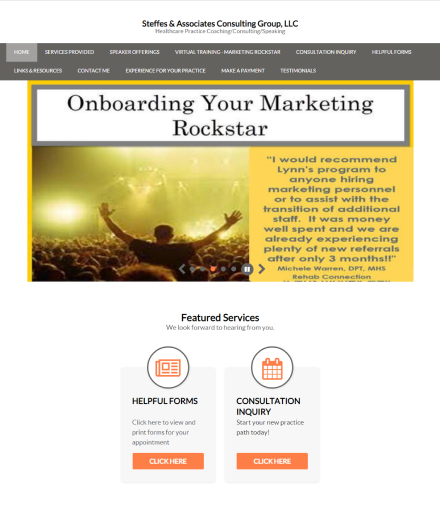 Steffes & Associates Consulting Group, LLC
Healthcare Practice Coaching/Consulting/Speaking
HOME SERVICES PROVIDED SPEAKER OFFERINGS VIRTUAL TRAINING - MARKETING ROCKSTAR CONSULTATION INQUIRY HELPFUL FORMS
LINKS & RESOURCES CONTACT ME EXPERIENCE FOR YOUR PRACTICE MAKE A PAYMENT TESTIMONIALS
Onboarding Your Marketing
Rockstar
"I would recommend
Lynn's program to
anyone hiring
marketing personnel
or to assist with the
transition of additional
staff. It was money
well spent and we are
already experiencing
plenty of new referrals
after only 3 months!!"
Michele Warren, DPT, MHS
Rehab Connection
Featured Services
We look forward to hearing from you.
HELPFUL FORMS
Click here to view and
print forms for your
appointment
CLICK HERE
CONSULTATION
INQUIRY
Start your new practice
path today!
CLICK HERE